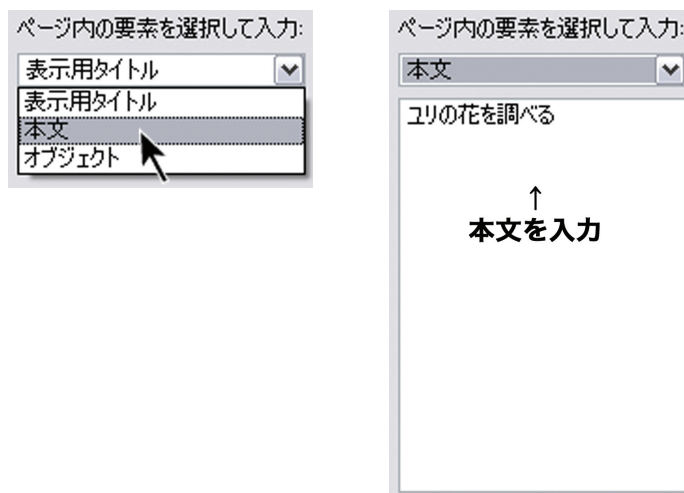 ページ内の要素を選択して入力:
表示用タイトル
表示用タイトル
本文
オブジェクト
ページ内の要素を選択して入力:
本文
ユリの花を調べる
↑
本文を入力